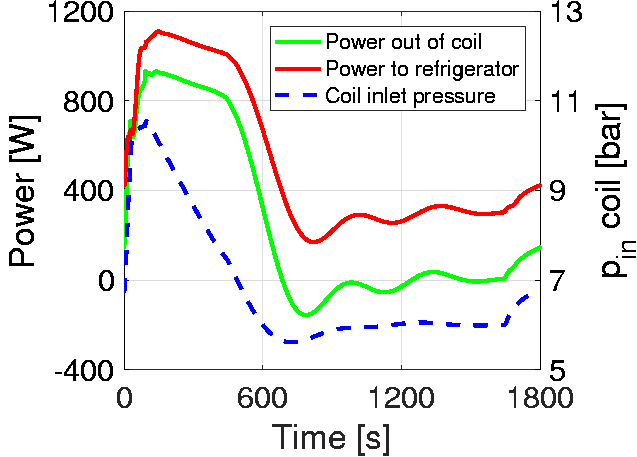 1200
800
400
0
-400
Power [W]
13
11
9
7
5
p_in coil [bar]
Power out of coil
Power to refrigerator
Coil inlet pressure
0 600 1200 1800
Time [s]